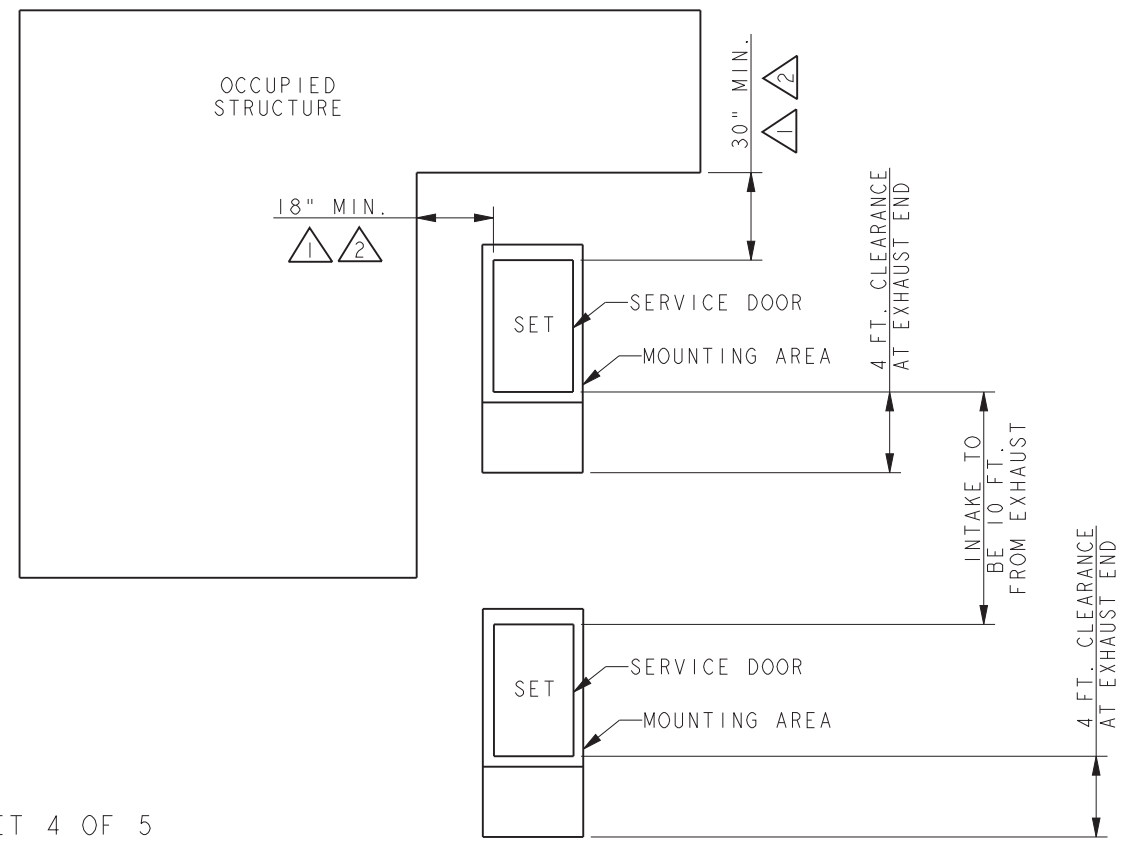 OCCUPIED
STRUCTURE
30" MIN.
2
1
18" MIN.
1 2
4 FT. CLEARANCE
AT EXHAUST END
SERVICE DOOR
SET
MOUNTING AREA
INTAKE TO
BE 10 FT.
FROM EXHAUST
4 FT. CLEARANCE
AT EXHAUST END
SERVICE DOOR
SET
MOUNTING AREA
ET 4 OF 5